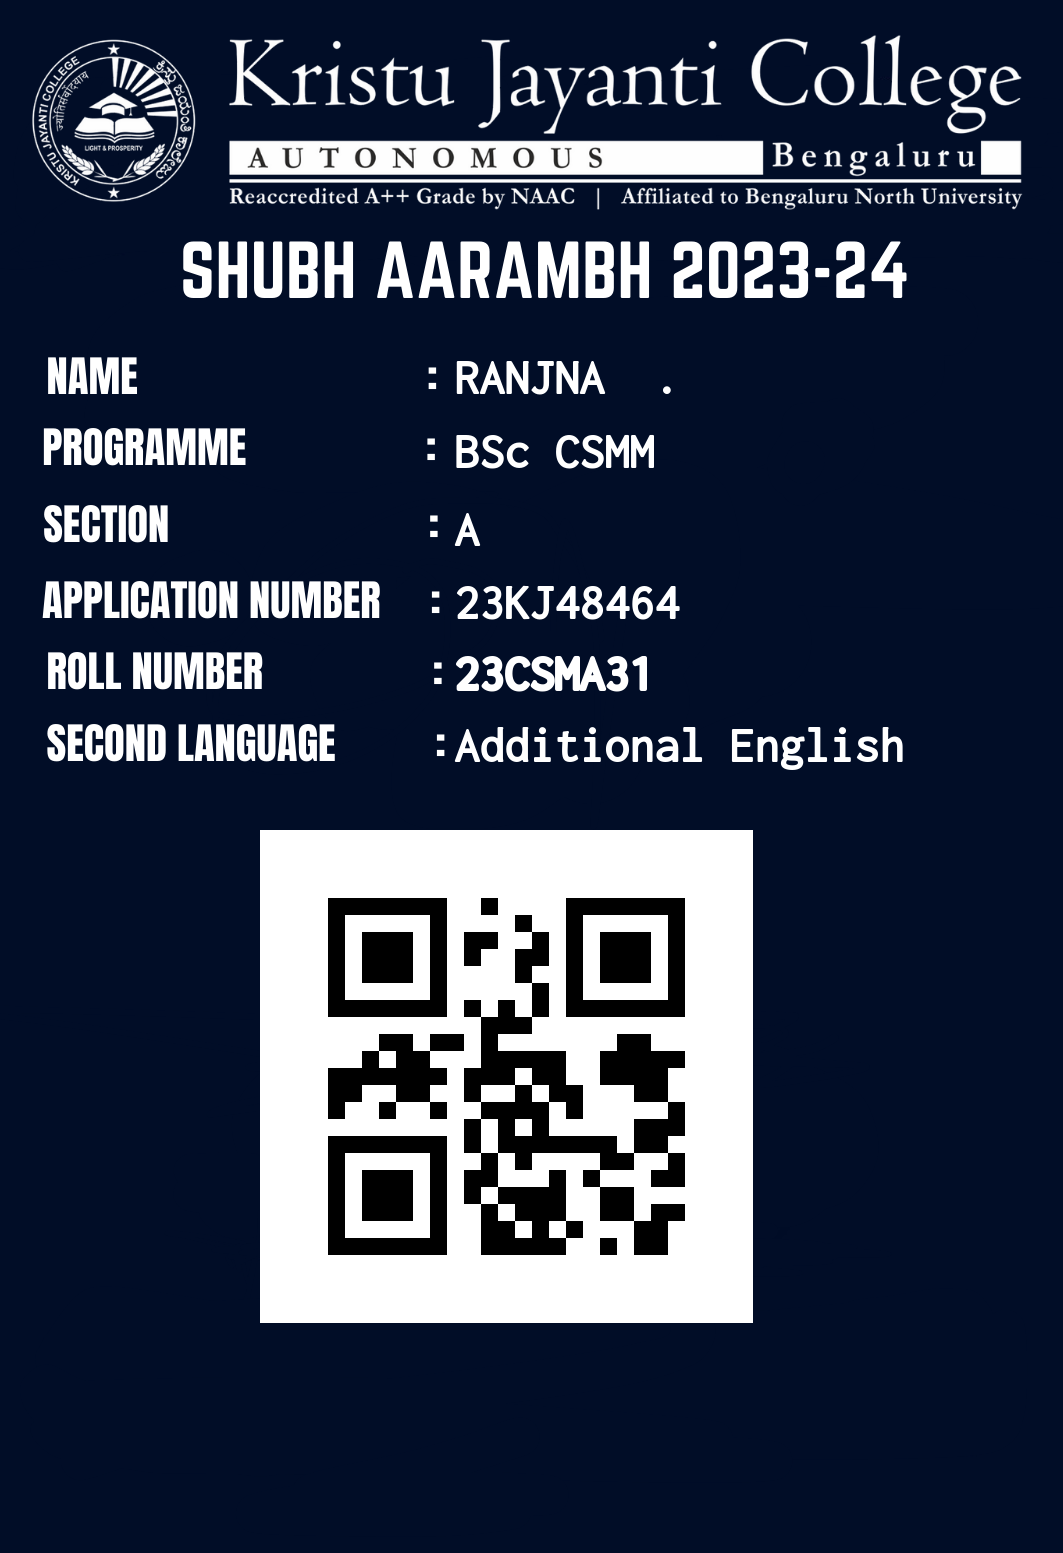 Kristu Jayanti College
AUTONOMOUS Bengaluru
Reaccredited A++ Grade by NAAC | Affiliated to Bengaluru North University
KRISTU JAYANTI COLLEGE
LIGHT & PROSPERITY
SHUBH AARAMBH 2023-24
NAME : RANJNA .
PROGRAMME : BSc CSMM
SECTION : A
APPLICATION NUMBER : 23KJ48464
ROLL NUMBER : 23CSMA31
SECOND LANGUAGE : Additional English